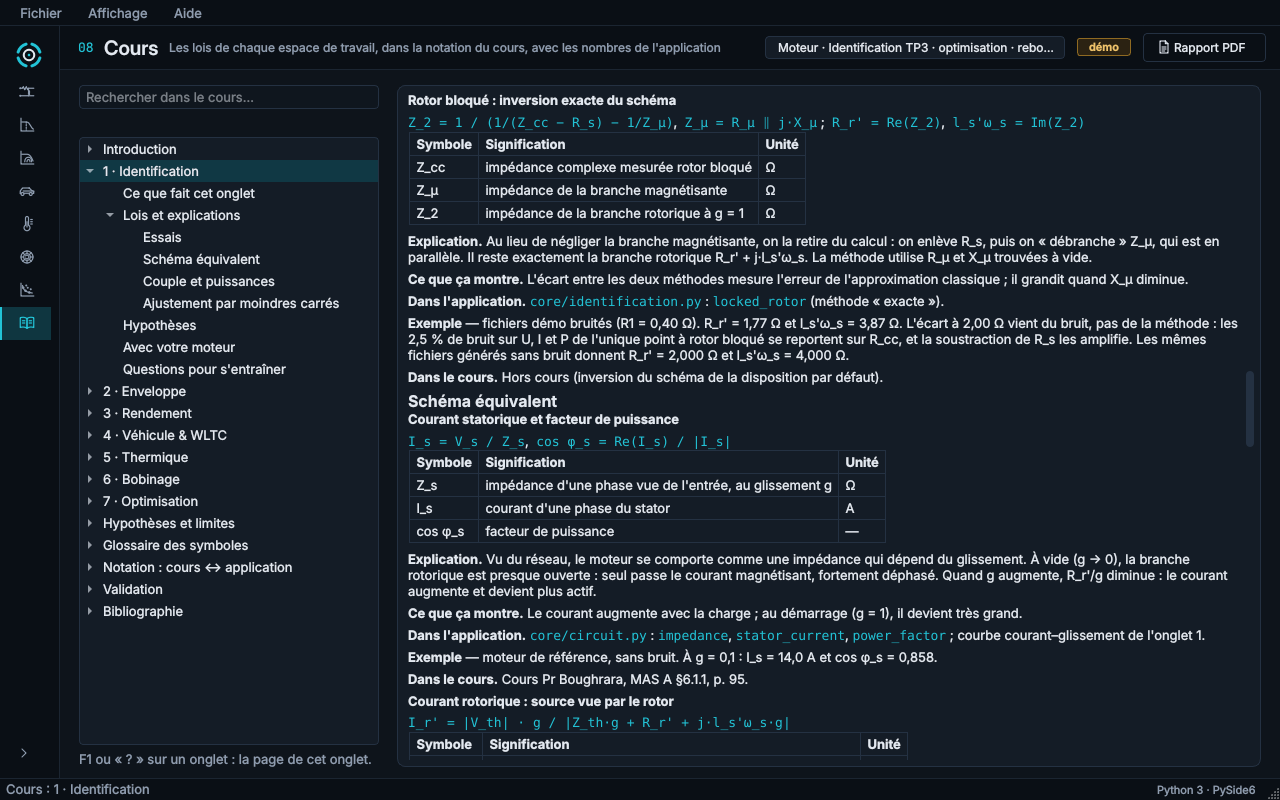 Fichier Affichage Aide
08 Cours Les lois de chaque espace de travail, dans la notation du cours, avec les nombres de l'application
Moteur · Identification TP3 · optimisation · rebo...
démo
Rapport PDF
Rechercher dans le cours...
Introduction
1 · Identification
Ce que fait cet onglet
Lois et explications
Essais
Schéma équivalent
Couple et puissances
Ajustement par moindres carrés
Hypothèses
Avec votre moteur
Questions pour s'entraîner
2 · Enveloppe
3 · Rendement
4 · Véhicule & WLTC
5 · Thermique
6 · Bobinage
7 · Optimisation
Hypothèses et limites
Glossaire des symboles
Notation : cours ↔ application
Validation
Bibliographie
F1 ou « ? » sur un onglet : la page de cet onglet.
Rotor bloqué : inversion exacte du schéma
Z_2 = 1 / (1/(Z_cc − R_s) − 1/Z_μ), Z_μ = R_μ ∥ j·X_μ ; R_r' = Re(Z_2), l_s'ω_s = Im(Z_2)
Symbole Signification Unité
Z_cc impédance complexe mesurée rotor bloqué Ω
Z_μ impédance de la branche magnétisante Ω
Z_2 impédance de la branche rotorique à g = 1 Ω
Explication. Au lieu de négliger la branche magnétisante, on la retire du calcul : on enlève R_s, puis on « débranche » Z_μ, qui est en
parallèle. Il reste exactement la branche rotorique R_r' + j·l_s'ω_s. La méthode utilise R_μ et X_μ trouvées à vide.
Ce que ça montre. L'écart entre les deux méthodes mesure l'erreur de l'approximation classique ; il grandit quand X_μ diminue.
Dans l'application. core/identification.py : locked_rotor (méthode « exacte »).
Exemple — fichiers démo bruités (R1 = 0,40 Ω). R_r' = 1,77 Ω et l_s'ω_s = 3,87 Ω. L'écart à 2,00 Ω vient du bruit, pas de la méthode : les
2,5 % de bruit sur U, I et P de l'unique point à rotor bloqué se reportent sur R_cc, et la soustraction de R_s les amplifie. Les mêmes
fichiers générés sans bruit donnent R_r' = 2,000 Ω et l_s'ω_s = 4,000 Ω.
Dans le cours. Hors cours (inversion du schéma de la disposition par défaut).
Schéma équivalent
Courant statorique et facteur de puissance
I_s = V_s / Z_s, cos φ_s = Re(I_s) / |I_s|
Symbole Signification Unité
Z_s impédance d'une phase vue de l'entrée, au glissement g Ω
I_s courant d'une phase du stator A
cos φ_s facteur de puissance —
Explication. Vu du réseau, le moteur se comporte comme une impédance qui dépend du glissement. À vide (g → 0), la branche
rotorique est presque ouverte : seul passe le courant magnétisant, fortement déphasé. Quand g augmente, R_r'/g diminue : le courant
augmente et devient plus actif.
Ce que ça montre. Le courant augmente avec la charge ; au démarrage (g = 1), il devient très grand.
Dans l'application. core/circuit.py : impedance, stator_current, power_factor ; courbe courant–glissement de l'onglet 1.
Exemple — moteur de référence, sans bruit. À g = 0,1 : I_s = 14,0 A et cos φ_s = 0,858.
Dans le cours. Cours Pr Boughrara, MAS A §6.1.1, p. 95.
Courant rotorique : source vue par le rotor
I_r' = |V_th| · g / |Z_th·g + R_r' + j·l_s'ω_s·g|
Symbole Signification Unité
Cours : 1 · Identification
Python 3 · PySide6